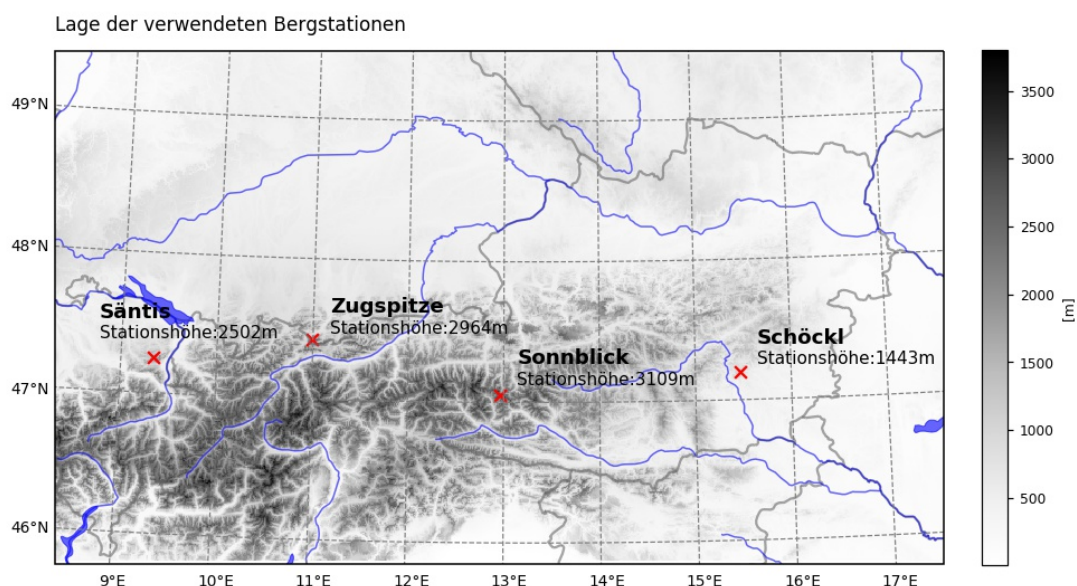 Lage der verwendeten Bergstationen
49°N
48°N
47°N
46°N
Säntis
Stationshöhe:2502m
Zugspitze
Stationshöhe:2964m
Sonnblick
Stationshöhe:3109m
Schöckl
Stationshöhe:1443m
9°E 10°E 11°E 12°E 13°E 14°E 15°E 16°E 17°E
3500
3000
2500
2000
1500
1000
500
[m]